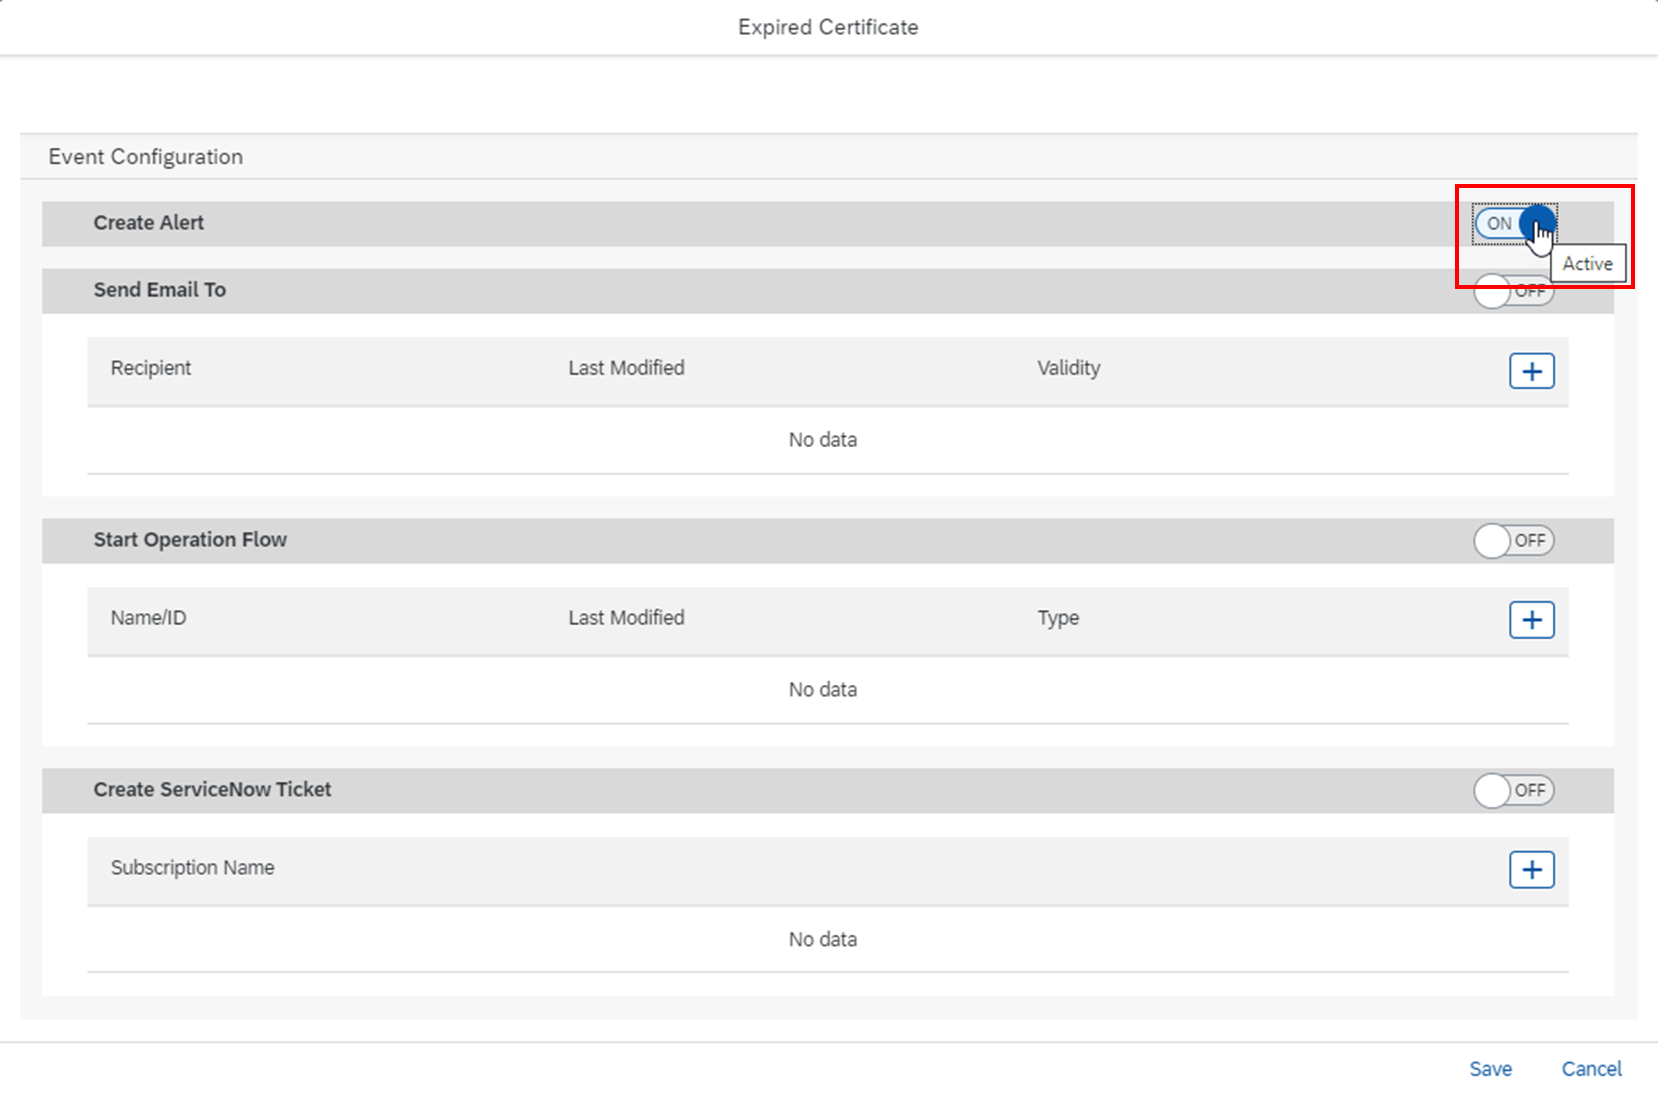 Expired Certificate
Event Configuration
Create Alert
ON
Active
Send Email To
OFF
Recipient Last Modified Validity
No data
Start Operation Flow
OFF
Name/ID Last Modified Type
No data
Create ServiceNow Ticket
OFF
Subscription Name
No data
Save Cancel